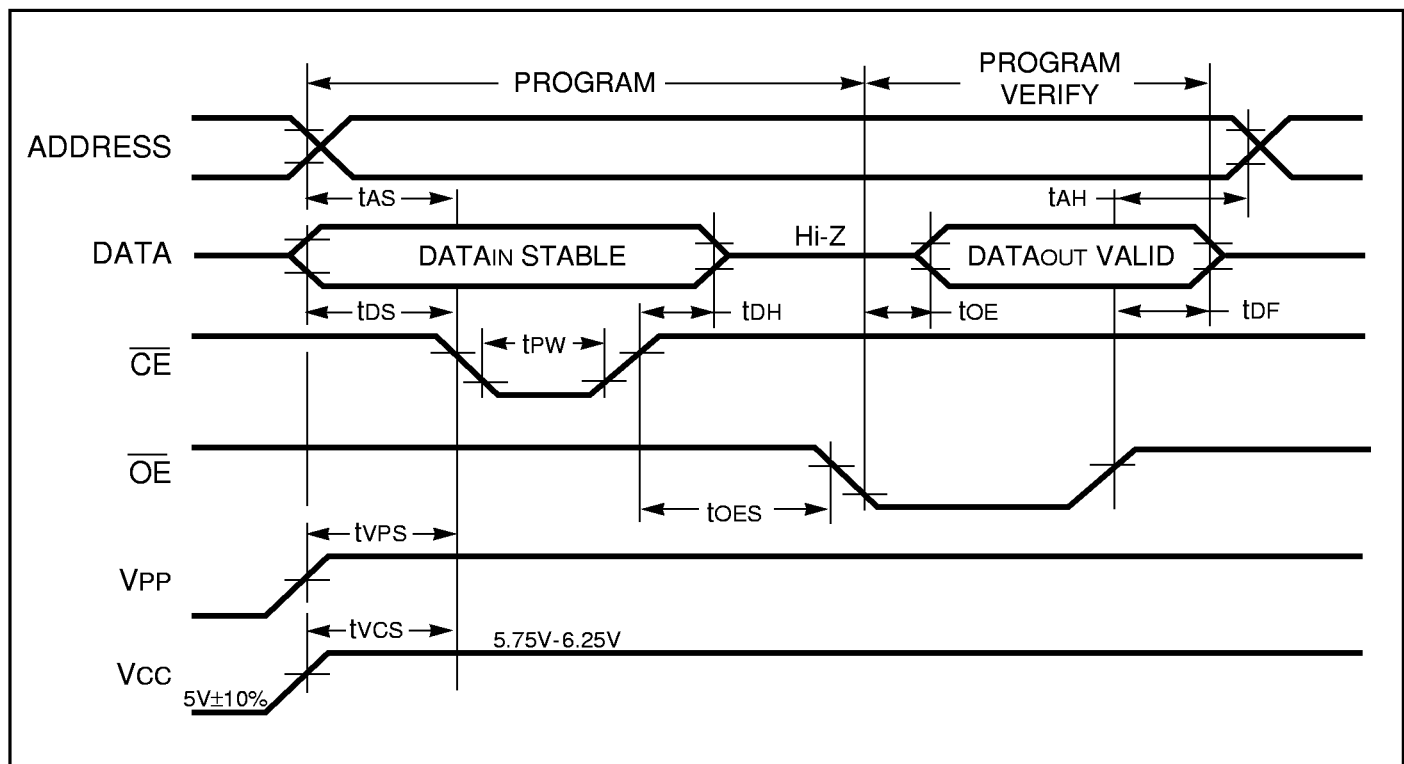 PROGRAM
PROGRAM
VERIFY
ADDRESS
tAS
tAH
DATA
DATAIN STABLE
Hi-Z
DATAOUT VALID
tDS
tDH
tOE
tDF
CE
tPW
OE
tOES
tVPS
VPP
tVCS
5.75V-6.25V
VCC
5V±10%